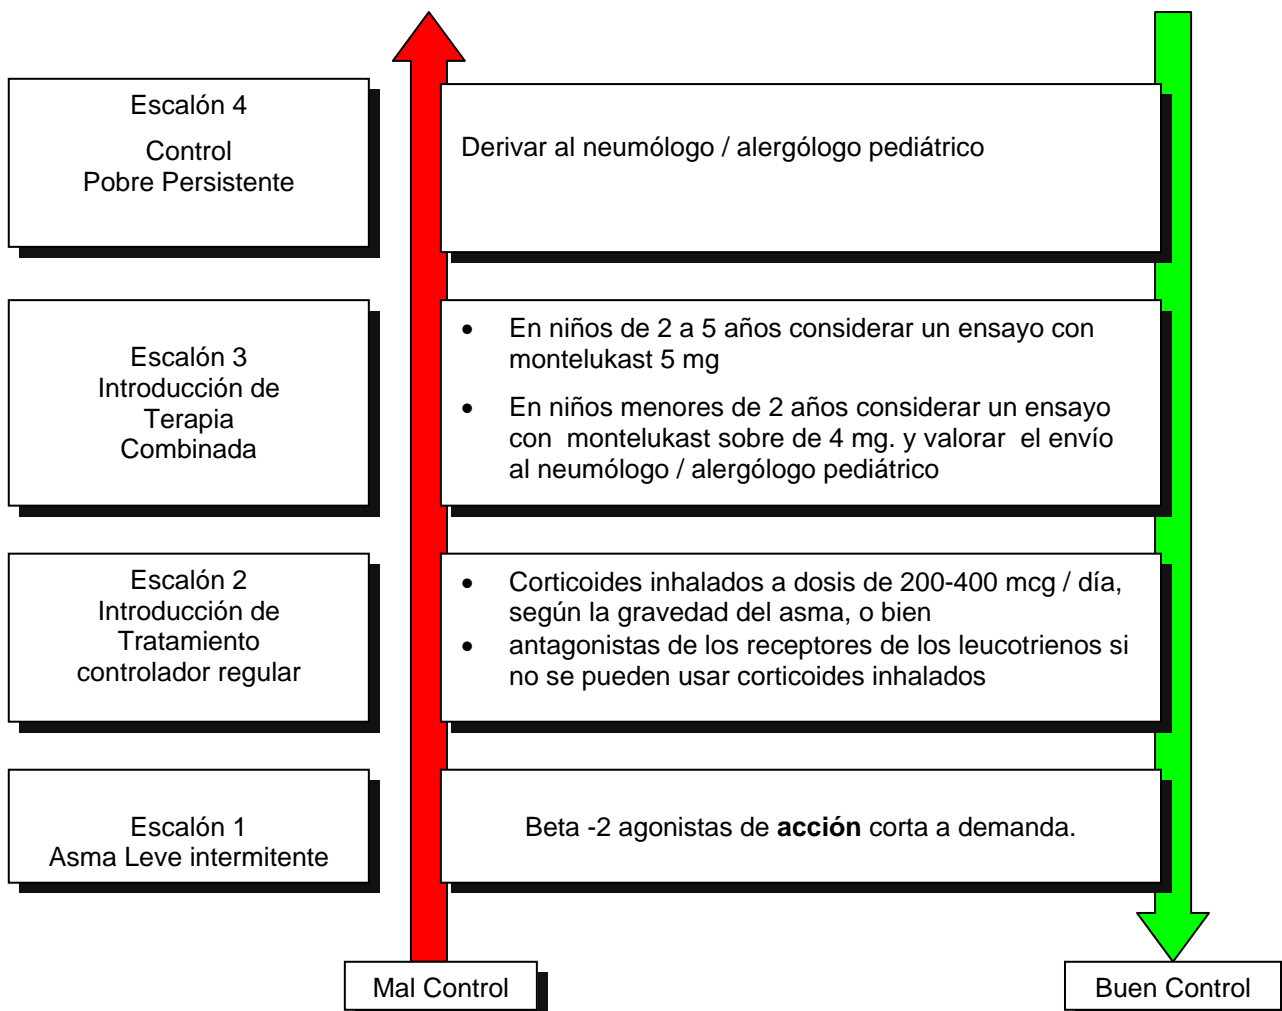 Escalón 4
Control
Pobre Persistente
Derivar al neumólogo / alergólogo pediátrico
Escalón 3
Introducción de
Terapia
Combinada
• En niños de 2 a 5 años considerar un ensayo con
montelukast 5 mg
• En niños menores de 2 años considerar un ensayo
con montelukast sobre de 4 mg. y valorar el envío
al neumólogo / alergólogo pediátrico
Escalón 2
Introducción de
Tratamiento
controlador regular
• Corticoides inhalados a dosis de 200-400 mcg / día,
según la gravedad del asma, o bien
• antagonistas de los receptores de los leucotrienos si
no se pueden usar corticoides inhalados
Escalón 1
Asma Leve intermitente
Beta -2 agonistas de acción corta a demanda.
Mal Control
Buen Control